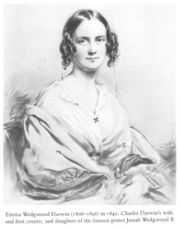 Emma Wedgwood Darwin (1808-1896) in 1840, Charles Darwin's wife
and first cousin, and daughter of the famous potter Josiah Wedgwood II